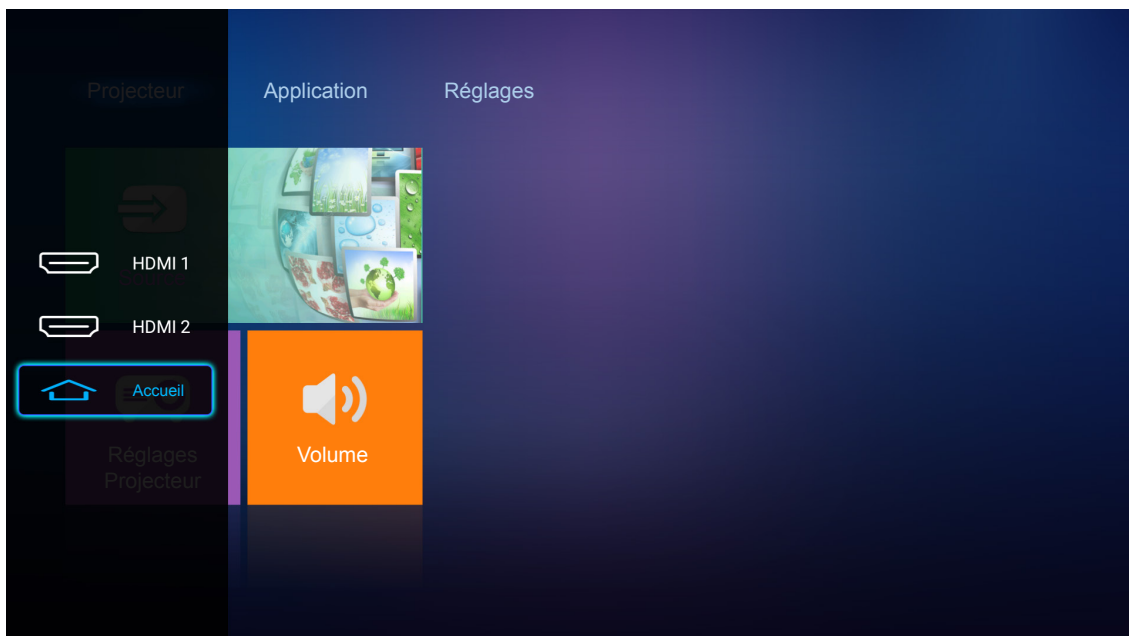 Projecteur
Application
Réglages
HDMI 1
HDMI 2
Accueil
Réglages
Projecteur
Volume